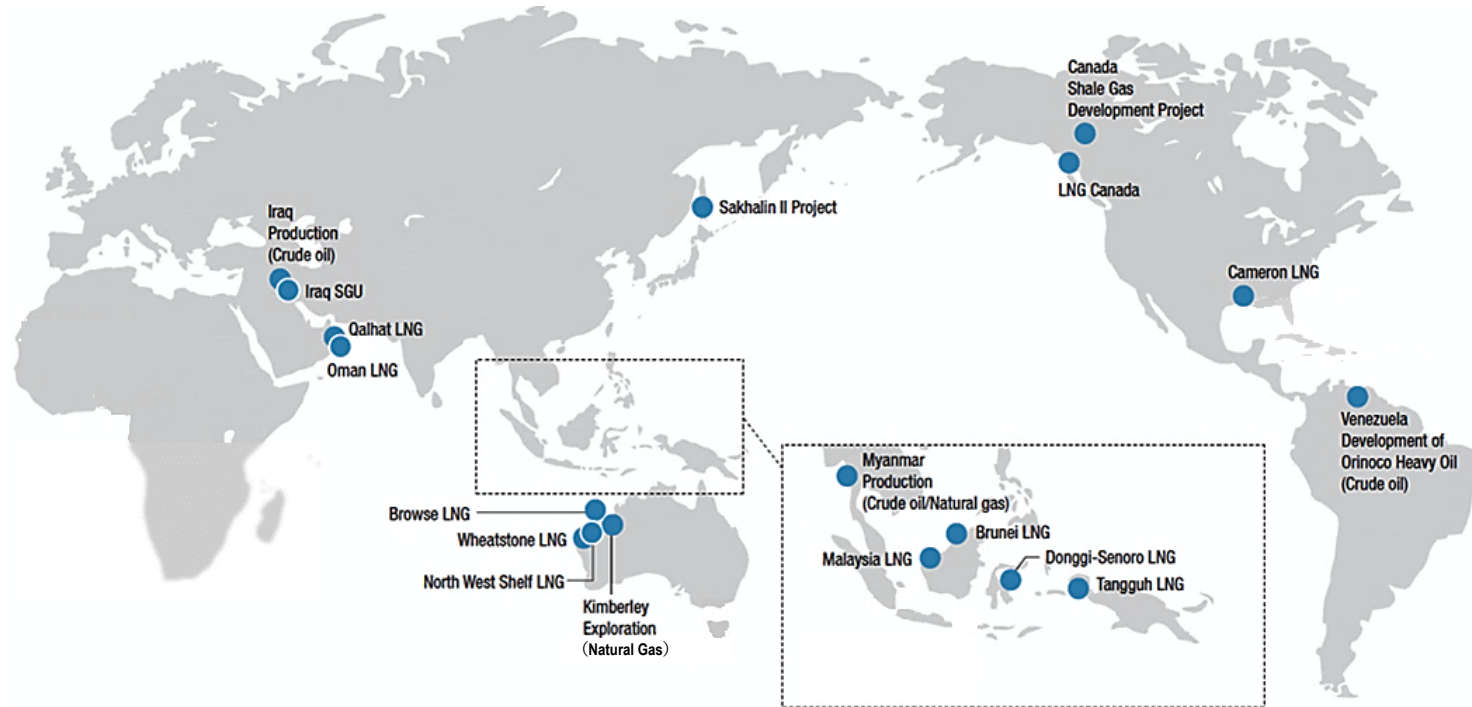 Canada
Shale Gas
Development Project
LNG Canada
Sakhalin II Project
Iraq
Production
(Crude oil)
Iraq SGU
Cameron LNG
Qalhat LNG
Oman LNG
Venezuela
Development of
Orinoco Heavy Oil
(Crude oil)
Myanmar
Production
(Crude oil/Natural gas)
Browse LNG
Wheatstone LNG
North West Shelf LNG
Kimberley
Exploration
（Natural Gas）
Brunei LNG
Malaysia LNG
Donggi-Senoro LNG
Tangguh LNG